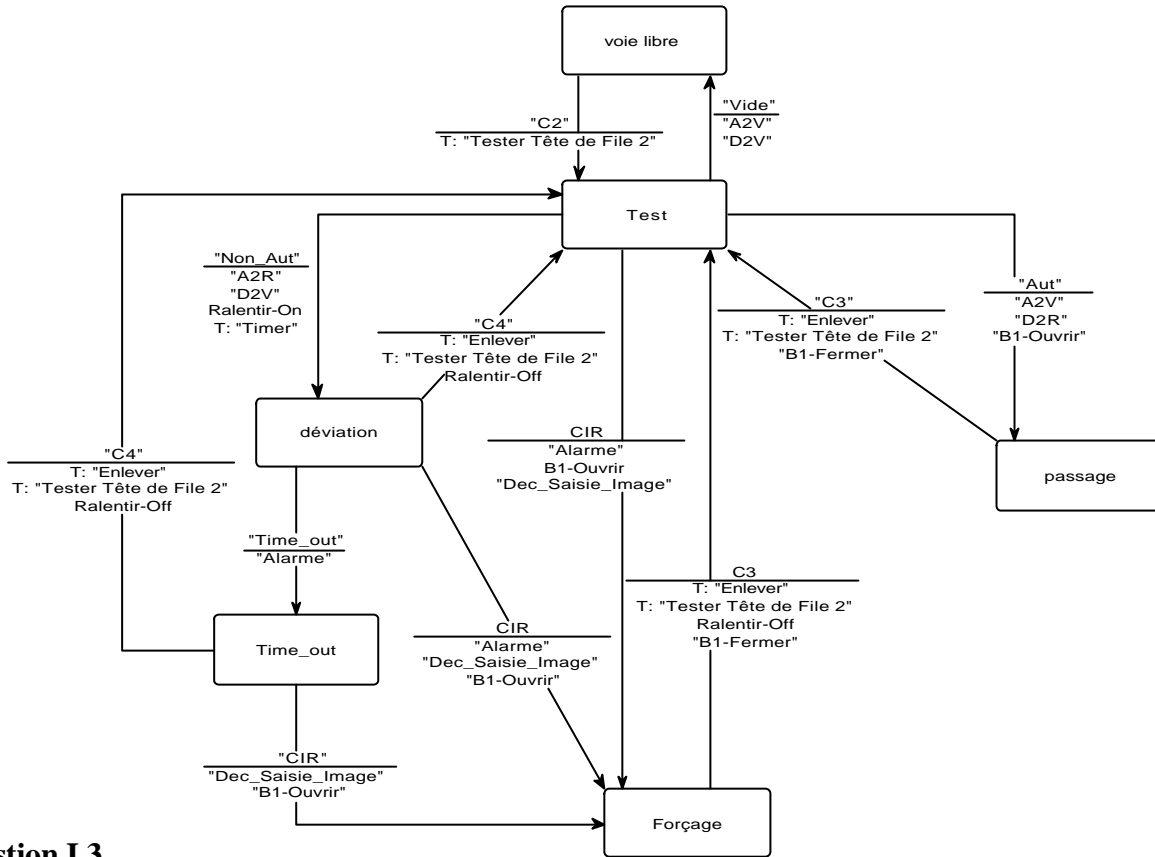 voie libre
"C2"
T: "Tester Tête de File 2"
"Vide"
"A2V"
"D2V"
Test
"Non_Aut"
"A2R"
"D2V"
Ralentir-On
T: "Timer"
"C4"
T: "Enlever"
T: "Tester Tête de File 2"
Ralentir-Off
"C3"
T: "Enlever"
T: "Tester Tête de File 2"
"B1-Fermer"
"Aut"
"A2V"
"D2R"
"B1-Ouvrir"
déviation
CIR
"Alarme"
B1-Ouvrir
"Dec_Saisie_Image"
passage
"C4"
T: "Enlever"
T: "Tester Tête de File 2"
Ralentir-Off
"Time_out"
"Alarme"
C3
T: "Enlever"
T: "Tester Tête de File 2"
Ralentir-Off
"B1-Fermer"
Time_out
CIR
"Alarme"
"Dec_Saisie_Image"
"B1-Ouvrir"
"CIR"
"Dec_Saisie_Image"
"B1-Ouvrir"
Forçage
stion I.3